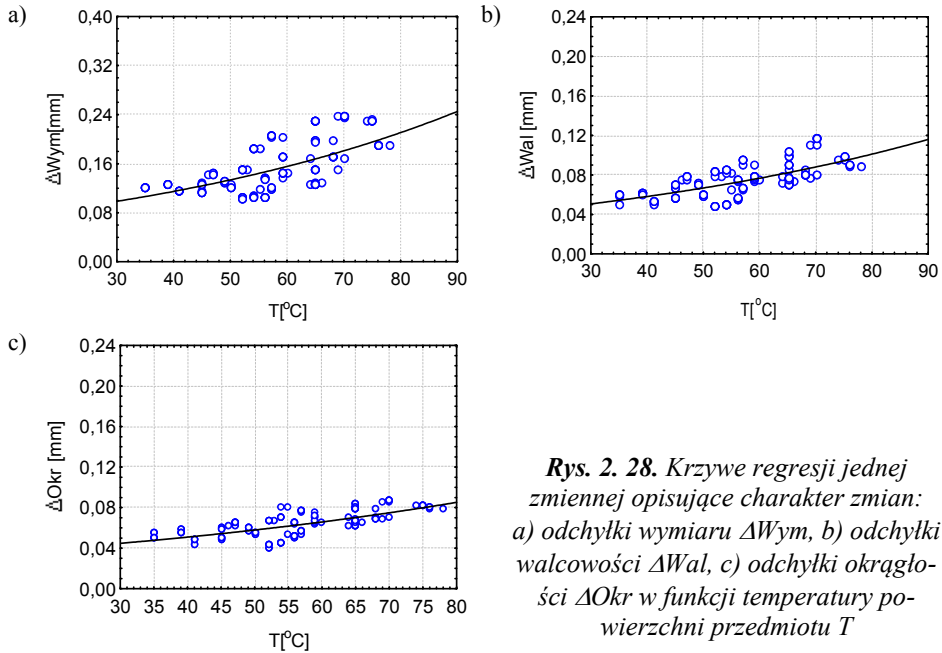 a)
0,40
0,32
0,24
0,16
0,08
0,00
ΔWym[mm]
30 40 50 60 70 80 90
T[°C]
b)
0,24
0,20
0,16
0,12
0,08
0,04
0,00
ΔWal [mm]
30 40 50 60 70 80 90
T[°C]
c)
0,24
0,20
0,16
0,12
0,08
0,04
0,00
ΔOkr [mm]
30 35 40 45 50 55 60 65 70 75 80
T[°C]
Rys. 2. 28. Krzywe regresji jednej
zmiennej opisujące charakter zmian:
a) odchyłki wymiaru ΔWym, b) odchyłki
walcowości ΔWal, c) odchyłki okrągło-
ści ΔOkr w funkcji temperatury po-
wierzchni przedmiotu T